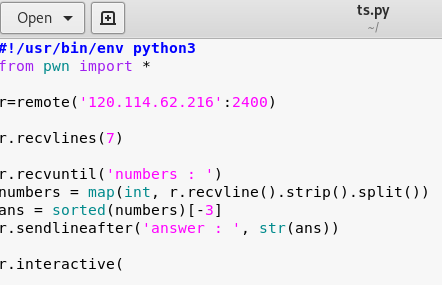 Open
ts.py
~/
#!/usr/bin/env python3
from pwn import *
r=remote('120.114.62.216':2400)
r.recvlines(7)
r.recvuntil('numbers : ')
numbers = map(int, r.recvline().strip().split())
ans = sorted(numbers)[-3]
r.sendlineafter('answer : ', str(ans))
r.interactive(